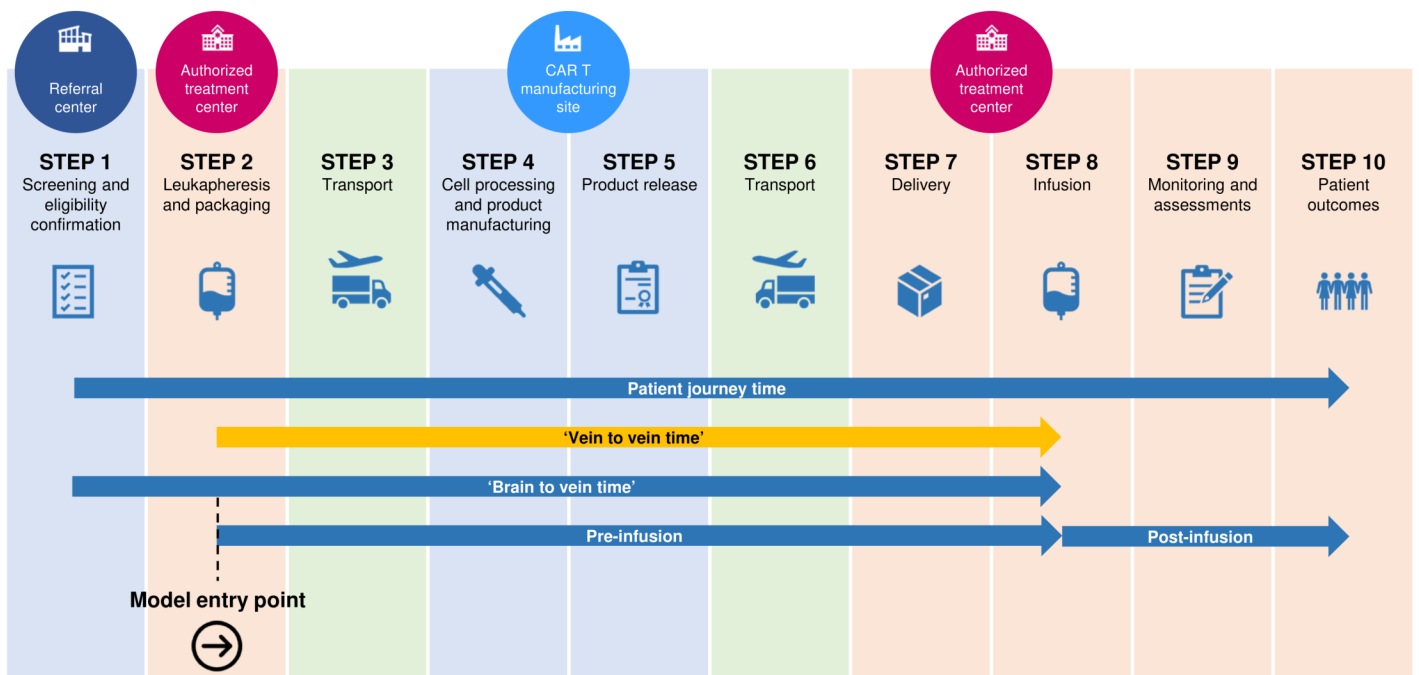 Referral
center
Authorized
treatment
center
CAR T
manufacturing
site
Authorized
treatment
center
STEP 1
Screening and
eligibility
confirmation
STEP 2
Leukapheresis
and packaging
STEP 3
Transport
STEP 4
Cell processing
and product
manufacturing
STEP 5
Product release
STEP 6
Transport
STEP 7
Delivery
STEP 8
Infusion
STEP 9
Monitoring and
assessments
STEP 10
Patient
outcomes
Patient journey time
‘Vein to vein time’
‘Brain to vein time’
Pre-infusion
Post-infusion
Model entry point